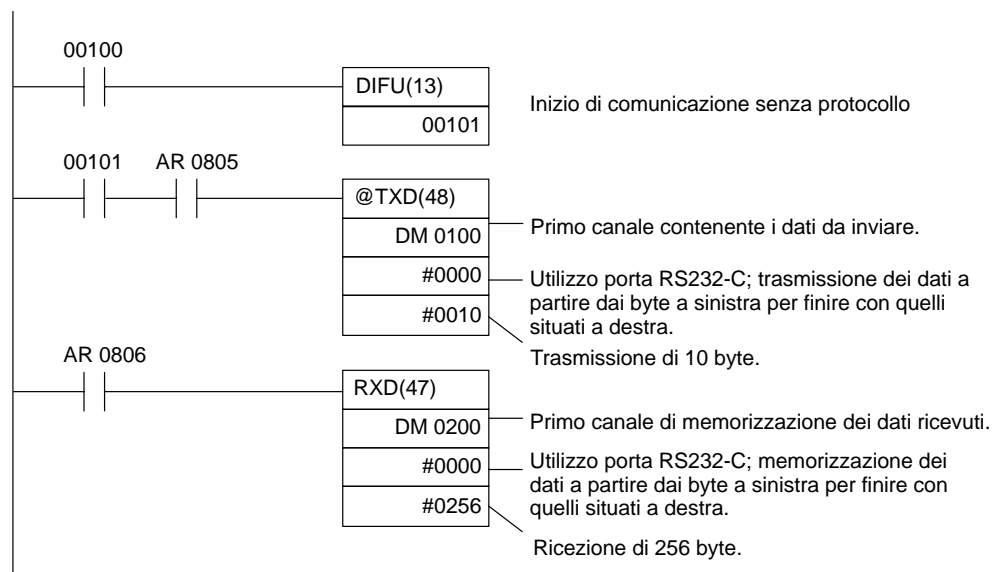 00100
DIFU(13)
00101
Inizio di comunicazione senza protocollo
00101 AR 0805
@TXD(48)
DM 0100
Primo canale contenente i dati da inviare.
#0000
Utilizzo porta RS232-C; trasmissione dei dati a
partire dai byte a sinistra per finire con quelli
situati a destra.
#0010
Trasmissione di 10 byte.
AR 0806
RXD(47)
DM 0200
Primo canale di memorizzazione dei dati ricevuti.
#0000
Utilizzo porta RS232-C; memorizzazione dei
dati a partire dai byte a sinistra per finire con
quelli situati a destra.
#0256
Ricezione di 256 byte.